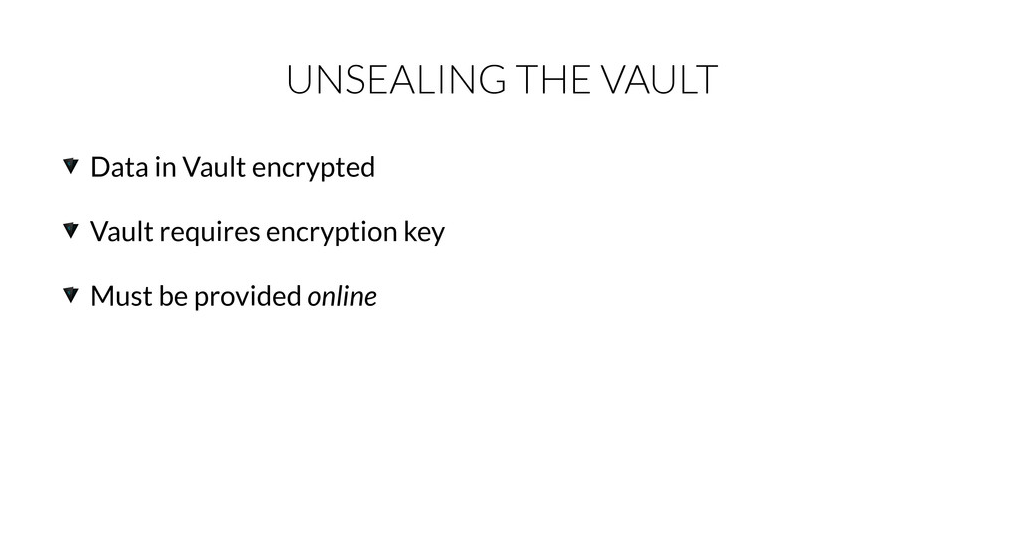 UNSEALING THE VAULT
Data in Vault encrypted
Vault requires encryption key
Must be provided online